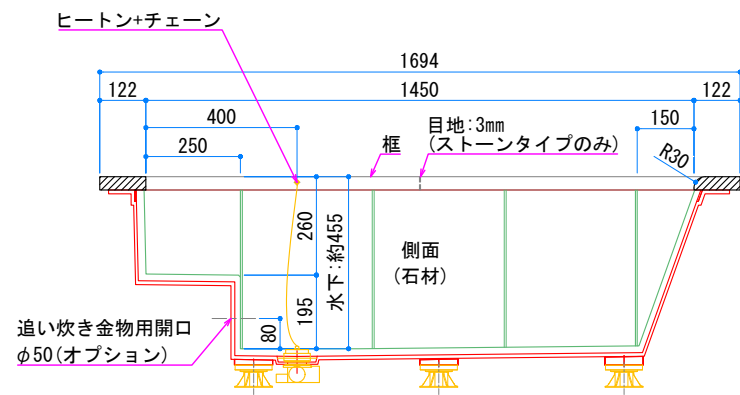 ヒートン+チェーン
1694
122
1450
122
400
目地:3mm
150
250
框
(ストーンタイプのみ)
R30
260
水下:約455
側面
(石材)
195
80
追い炊き金物用開口
φ50(オプション)